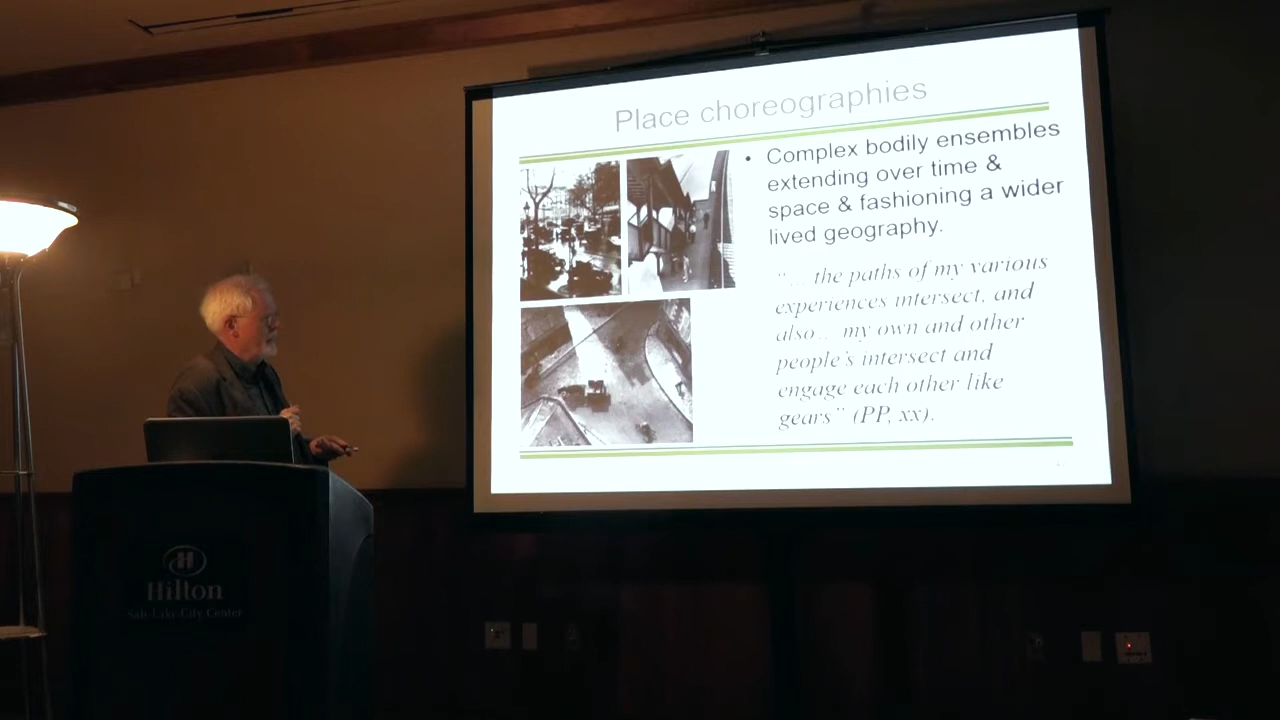 Place choreographies
• Complex bodily ensembles
extending over time &
space & fashioning a wider
lived geography.
“… the paths of my various
experiences intersect, and
also… my own and other
people’s intersect and
engage each other like
gears” (PP, xx).
Hilton
Salt Lake City Center